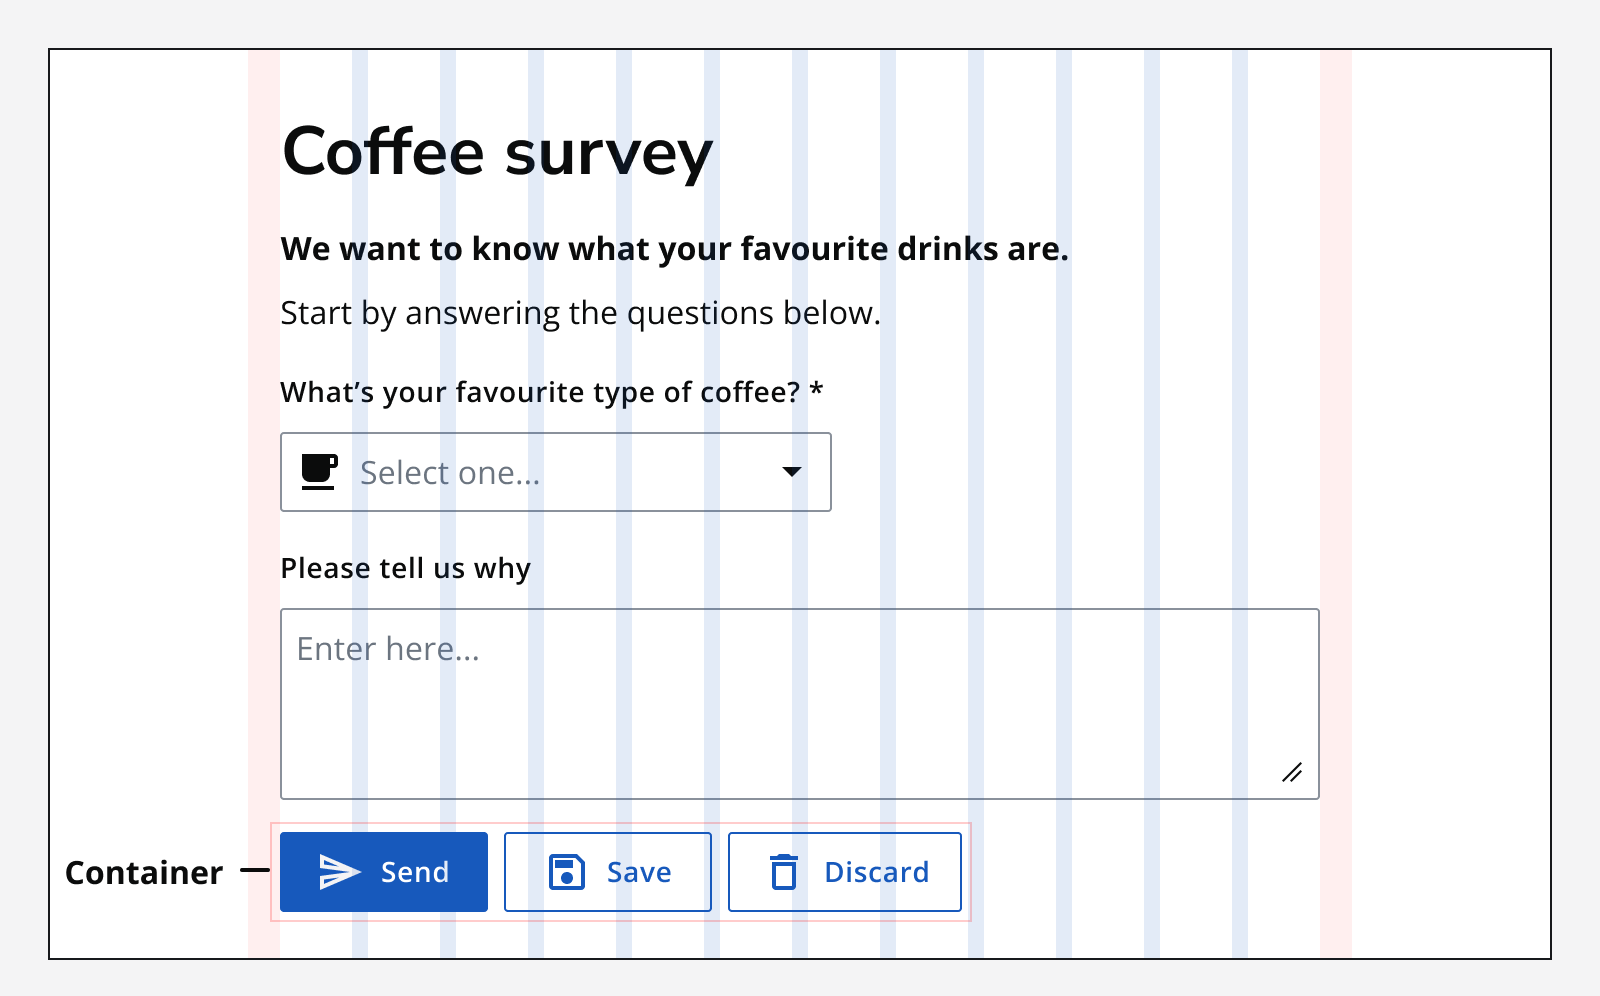 Coffee survey
We want to know what your favourite drinks are.
Start by answering the questions below.
What’s your favourite type of coffee? *
Select one...
Please tell us why
Enter here...
Container
Send
Save
Discard